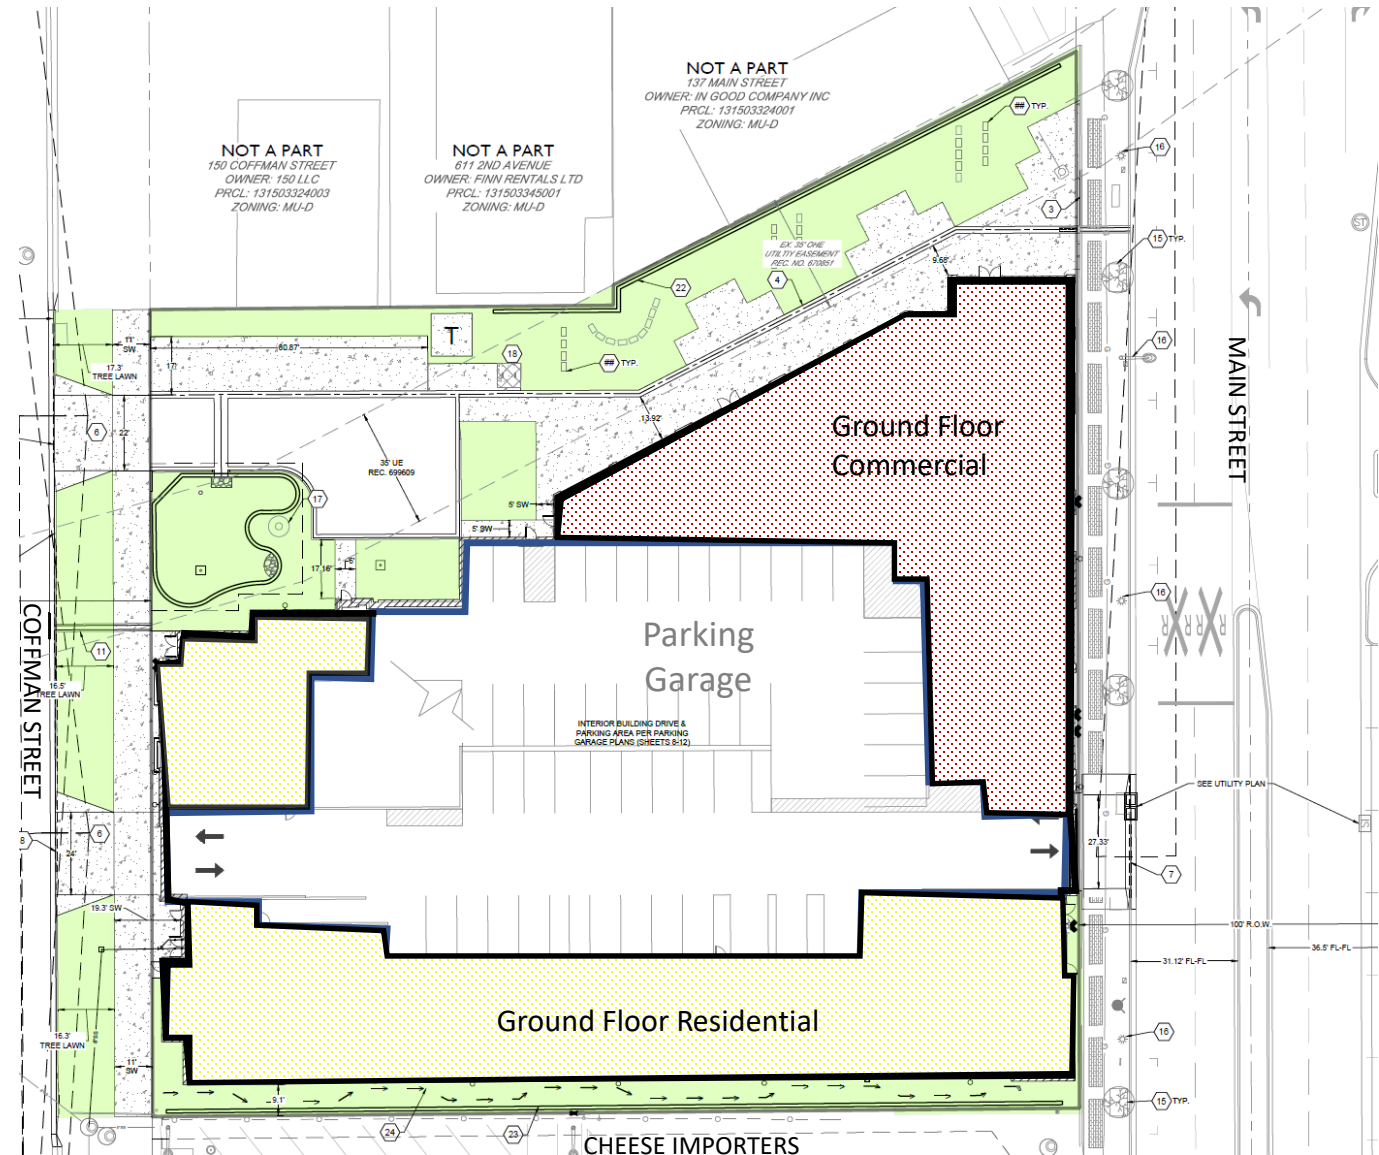 NOT A PART
137 MAIN STREET
OWNER: IN GOOD COMPANY INC
PRCL: 131503324001
ZONING: MU-D
NOT A PART
150 COFFMAN STREET
OWNER: 150 LLC
PRCL: 131503324003
ZONING: MU-D
NOT A PART
611 2ND AVENUE
OWNER: FINN RENTALS LTD
PRCL: 131503345001
ZONING: MU-D
## TYP.
16
3
15 TYP.
ST
EX. 35' OHE
UTILTIY EASEMENT
REC. NO. 670851
4
9.68'
22
T
11'
SW
17.3'
TREE LAWN
60.87'
17'
18
## TYP.
16
MAIN STREET
13.92'
6
22'
35' UE
REC. 699609
17
Ground Floor
Commercial
5' SW
5' SW
17.16'
5'
16
Parking
Garage
COFFMAN STREET
11
16.5'
TREE LAWN
INTERIOR BUILDING DRIVE &
PARKING AREA PER PARKING
GARAGE PLANS (SHEETS 8-12)
SEE UTILITY PLAN
8
6
24'
27.33'
7
19.3' SW
100' R.O.W.
36.5' FL-FL
31.12' FL-FL
Ground Floor Residential
16
16.3'
TREE LAWN
11'
SW
9.1'
15 TYP.
24
23
CHEESE IMPORTERS